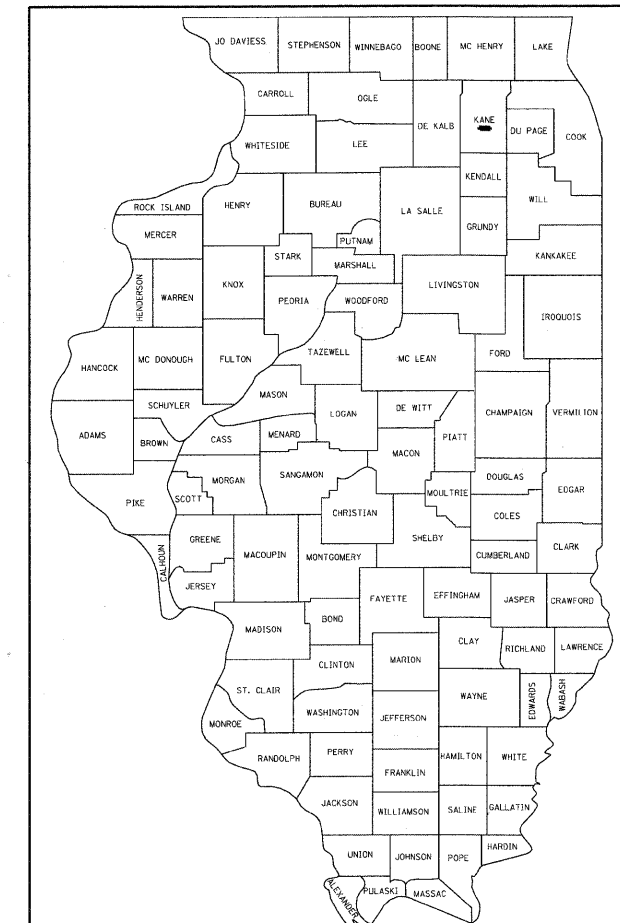 JO DAVIESS
STEPHENSON
WINNEBAGO
BOONE
MC HENRY
LAKE
CARROLL
OGLE
DE KALB
KANE
DU PAGE
COOK
WHITESIDE
LEE
KENDALL
WILL
ROCK ISLAND
HENRY
BUREAU
LA SALLE
GRUNDY
MERCER
PUTNAM
STARK
MARSHALL
KANKAKEE
HENDERSON
WARREN
KNOX
PEORIA
WOODFORD
LIVINGSTON
IROQUOIS
HANCOCK
MC DONOUGH
FULTON
TAZEWELL
MC LEAN
FORD
MASON
SCHUYLER
LOGAN
DE WITT
CHAMPAIGN
VERMILION
ADAMS
BROWN
CASS
MENARD
PIATT
MACON
PIKE
SCOTT
MORGAN
SANGAMON
DOUGLAS
EDGAR
MOULTRIE
CHRISTIAN
COLES
GREENE
MACOUPIN
MONTGOMERY
SHELBY
CUMBERLAND
CLARK
CALHOUN
JERSEY
FAYETTE
EFFINGHAM
JASPER
CRAWFORD
MADISON
BOND
CLAY
RICHLAND
LAWRENCE
CLINTON
MARION
ST. CLAIR
WAYNE
EDWARDS
WABASH
MONROE
WASHINGTON
JEFFERSON
RANDOLPH
PERRY
HAMILTON
WHITE
FRANKLIN
JACKSON
WILLIAMSON
SALINE
GALLATIN
UNION
JOHNSON
POPE
HARDIN
ALEXANDER
PULASKI
MASSAC